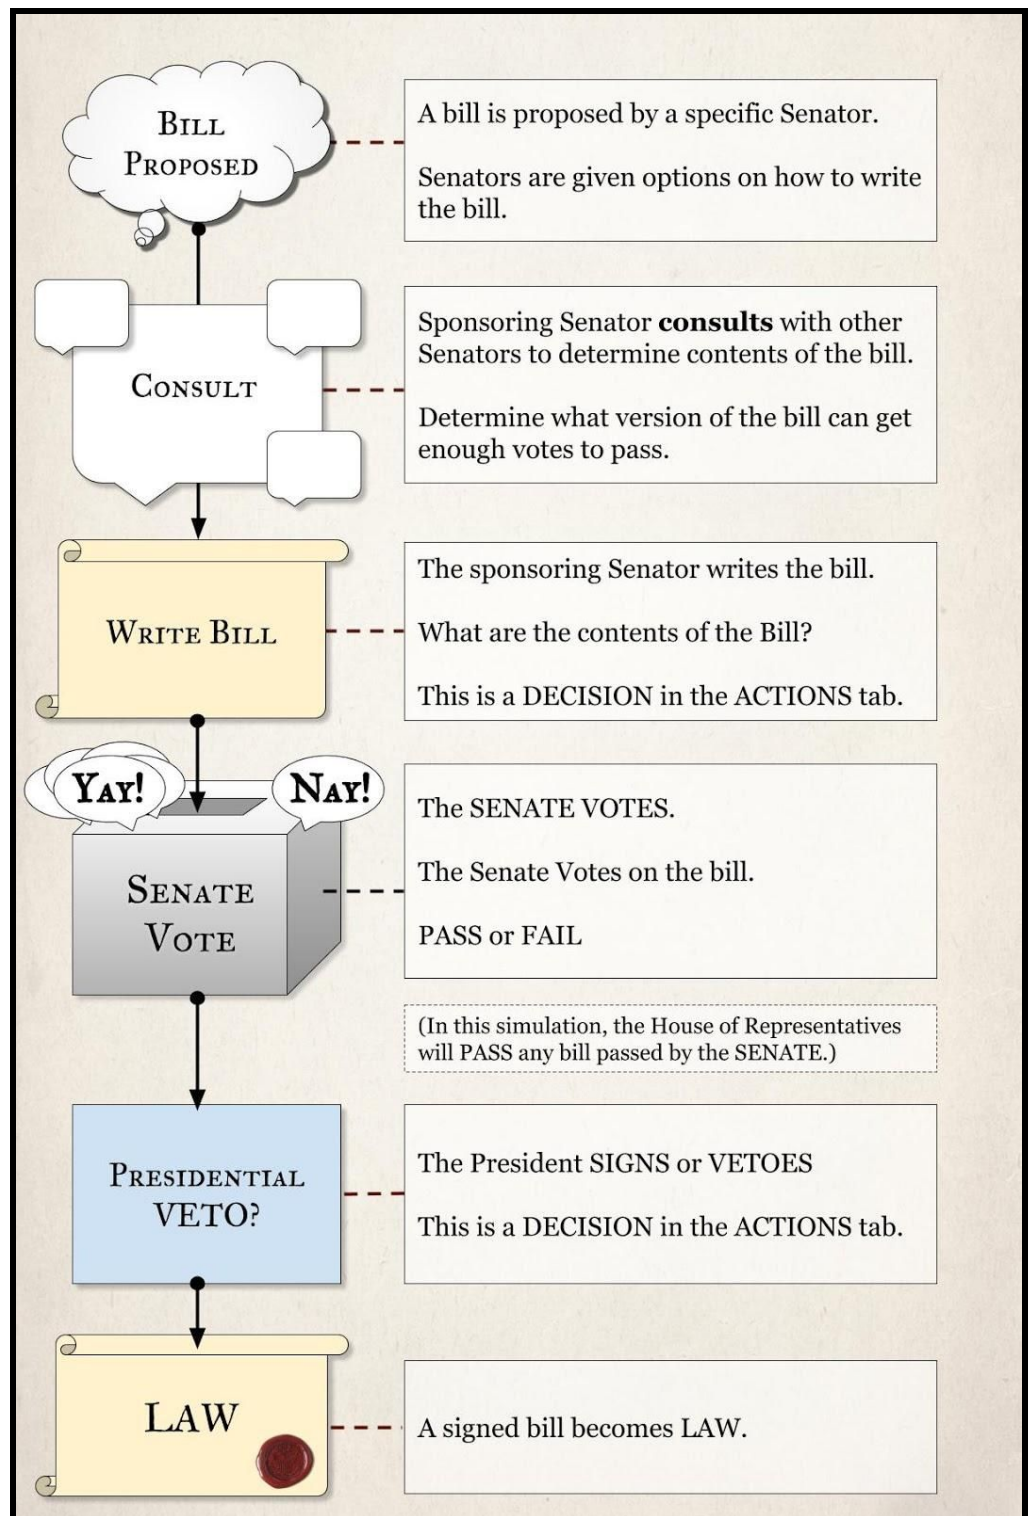 BILL
PROPOSED
A bill is proposed by a specific Senator.
Senators are given options on how to write
the bill.
CONSULT
Sponsoring Senator consults with other
Senators to determine contents of the bill.
Determine what version of the bill can get
enough votes to pass.
WRITE BILL
The sponsoring Senator writes the bill.
What are the contents of the Bill?
This is a DECISION in the ACTIONS tab.
YAY!
NAY!
SENATE
VOTE
The SENATE VOTES.
The Senate Votes on the bill.
PASS or FAIL
(In this simulation, the House of Representatives
will PASS any bill passed by the SENATE.)
PRESIDENTIAL
VETO?
The President SIGNS or VETOES
This is a DECISION in the ACTIONS tab.
LAW
A signed bill becomes LAW.